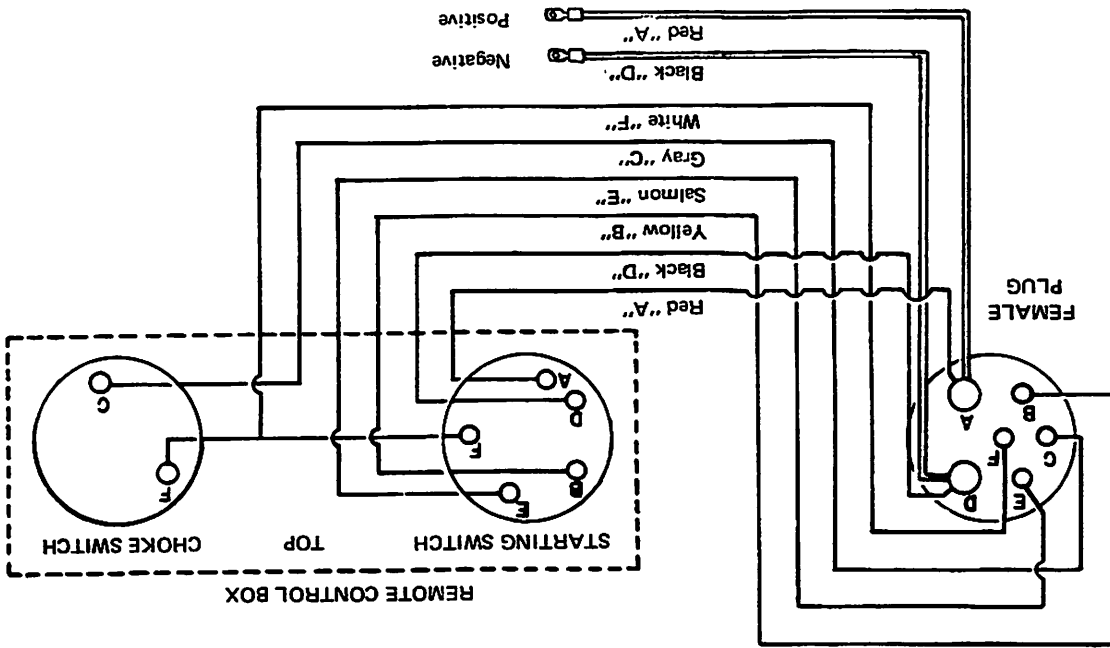 REMOTE CONTROL BOX
STARTING SWITCH
TOP
CHOKE SWITCH
E
B
F
D
A
F
C
E
D
C
F
B
A
FEMALE
PLUG
Red "A"
Black "D"
Yellow "B"
Salmon "E"
Gray "C"
White "F"
Black "D"
Negative
Red "A"
Positive